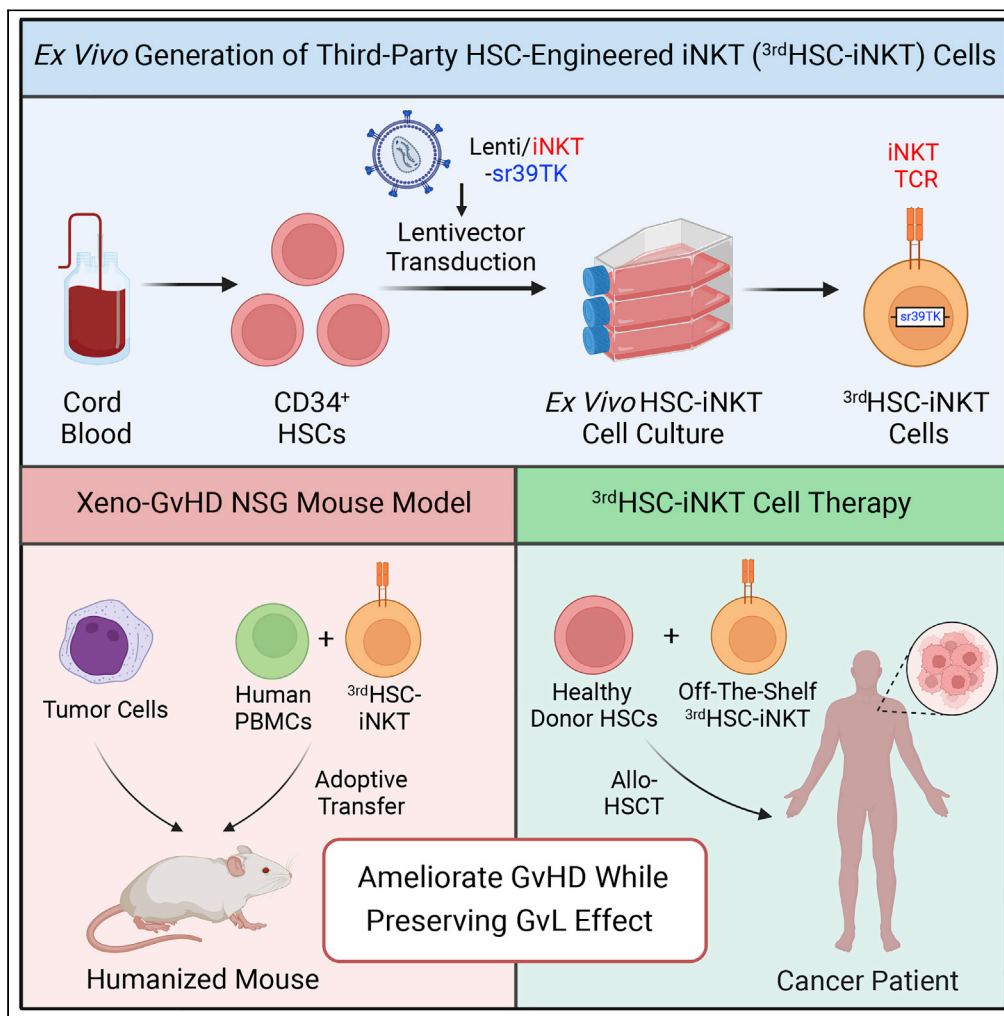 Ex Vivo Generation of Third-Party HSC-Engineered iNKT (3rdHSC-iNKT) Cells
Lenti/iNKT
-sr39TK
Lentivector
Transduction
iNKT
TCR
sr39TK
Cord
Blood
CD34+
HSCs
Ex Vivo HSC-iNKT
Cell Culture
3rdHSC-iNKT
Cells
Xeno-GvHD NSG Mouse Model
Tumor Cells
Human
PBMCs
+
3rdHSC-
iNKT
Adoptive
Transfer
Humanized Mouse
3rdHSC-iNKT Cell Therapy
Healthy
Donor HSCs
+
Off-The-Shelf
3rdHSC-iNKT
Allo-
HSCT
Cancer Patient
Ameliorate GvHD While
Preserving GvL Effect